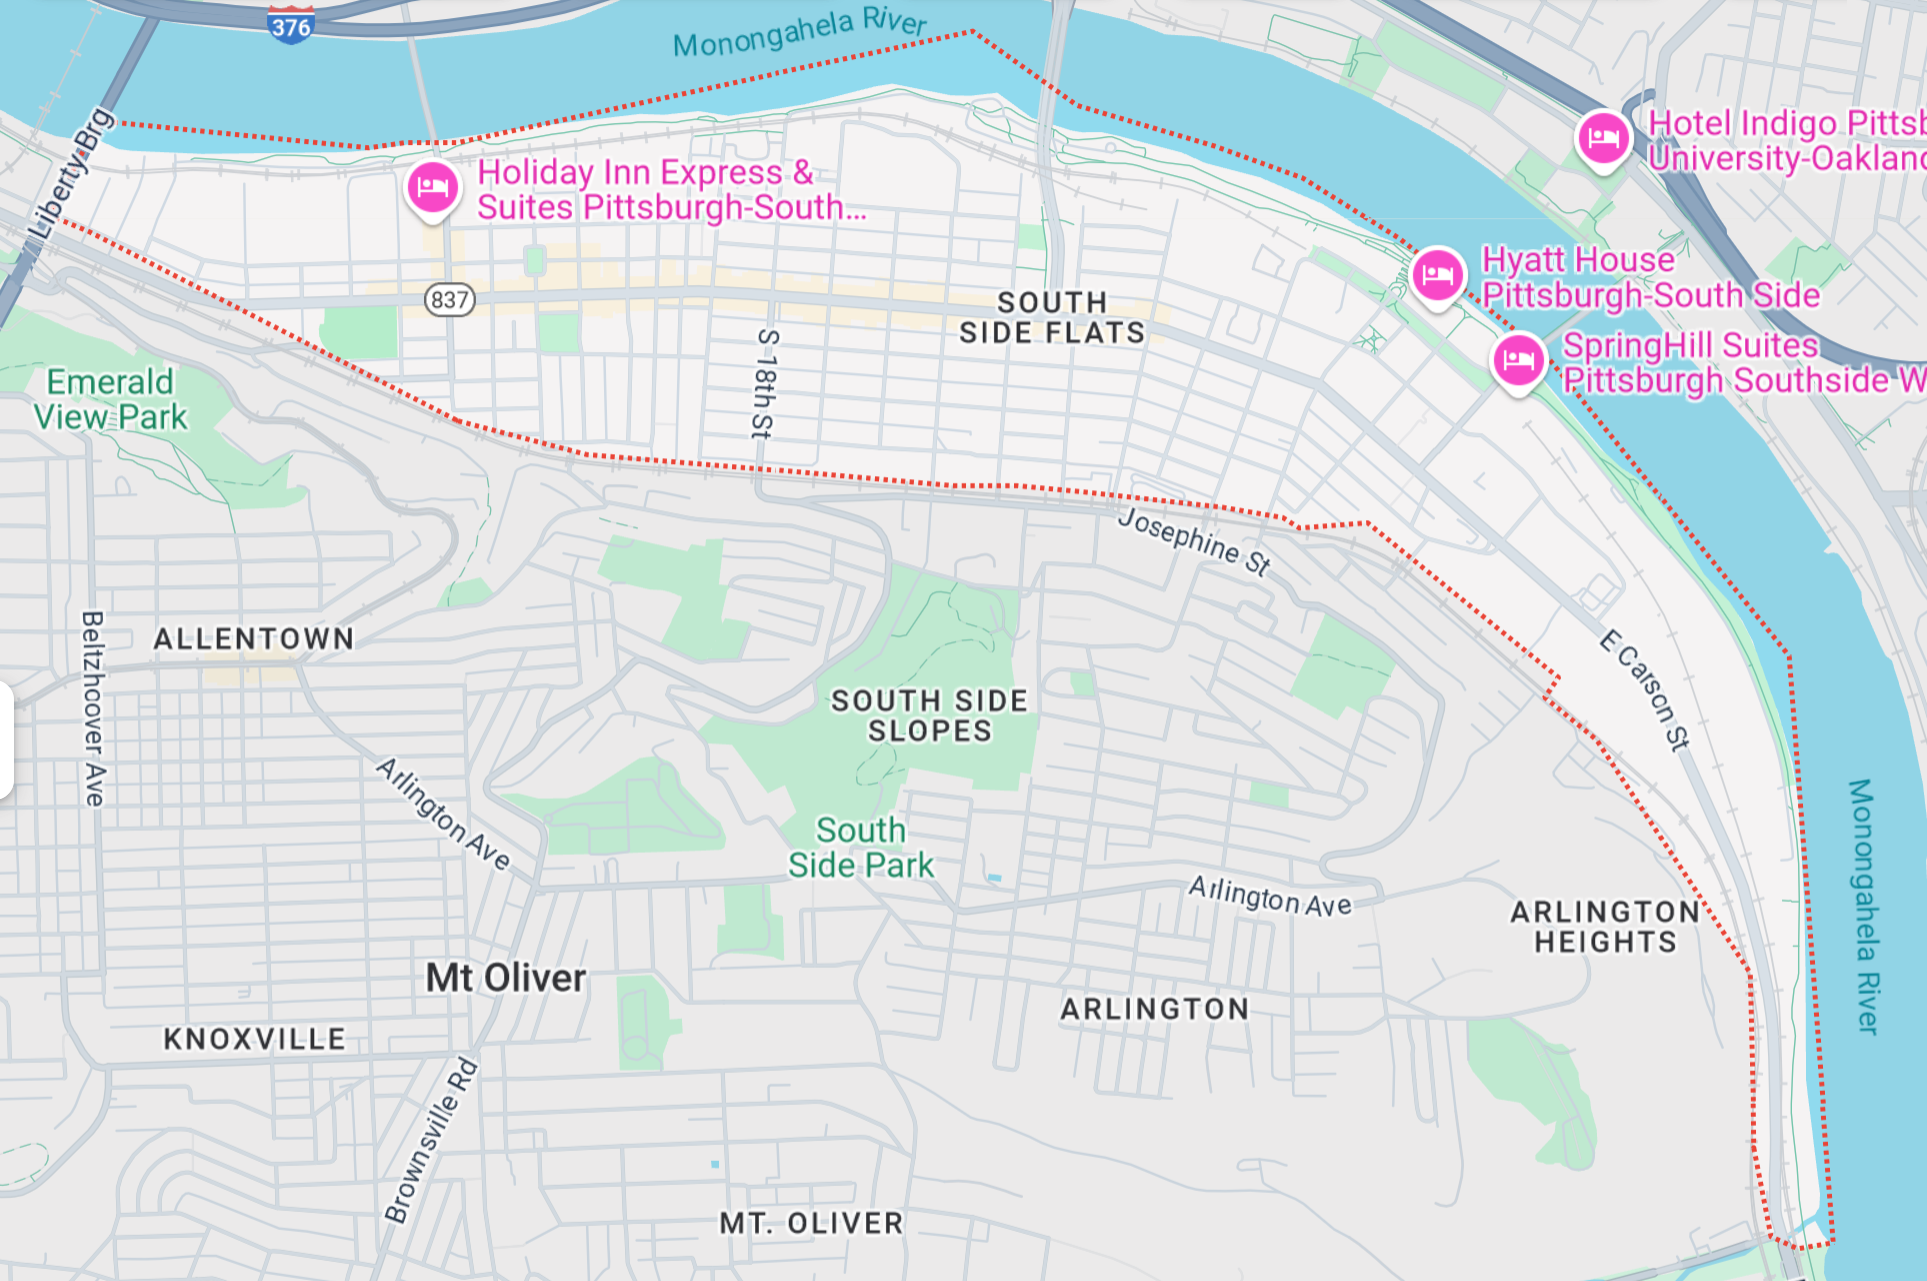 376
Monongahela River
Liberty Brg
Hotel Indigo Pittsb
University-Oakland
Holiday Inn Express &
Suites Pittsburgh-South...
Hyatt House
Pittsburgh-South Side
837
SOUTH
SIDE FLATS
SpringHill Suites
Pittsburgh Southside W
S 18th St
Emerald
View Park
Josephine St
ALLENTOWN
Beltzhoover Ave
SOUTH SIDE
SLOPES
E Carson St
Arlington Ave
South
Side Park
Monongahela River
Arlington Ave
ARLINGTON
HEIGHTS
Mt Oliver
ARLINGTON
KNOXVILLE
Brownsville Rd
MT. OLIVER